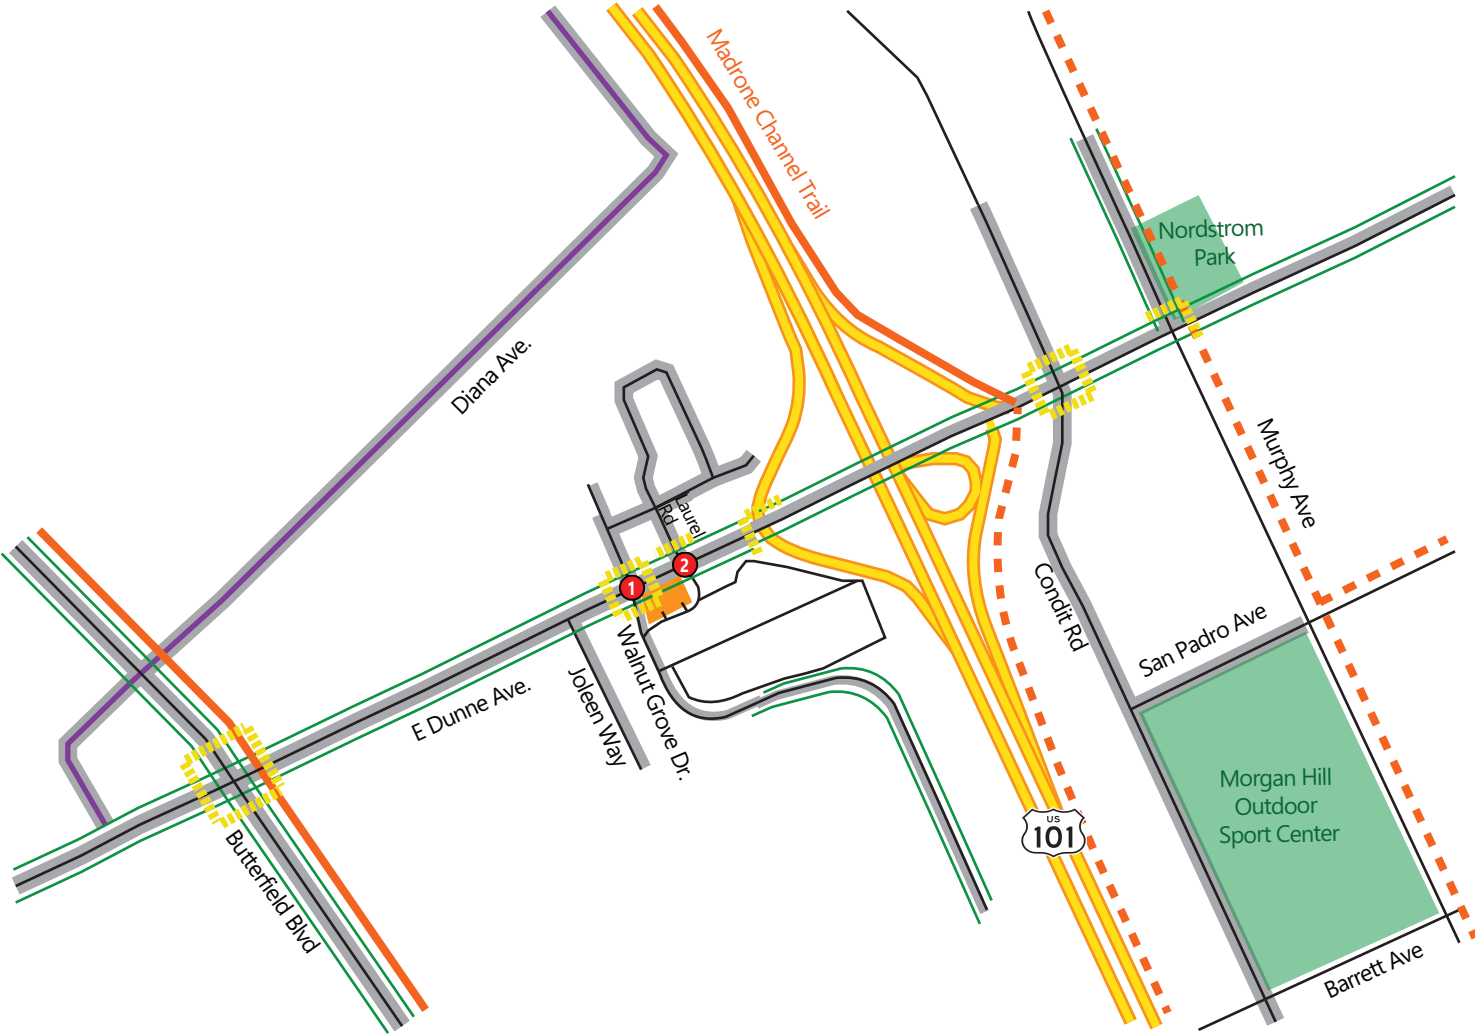 Madrone Channel Trail
Nordstrom
Park
Diana Ave.
Murphy Ave
Laurel
Rd
2
1
Condit Rd
San Padro Ave
E Dunne Ave.
Joleen Way
Walnut Grove Dr.
Morgan Hill
Outdoor
Sport Center
US
101
Butterfield Blvd
Barrett Ave